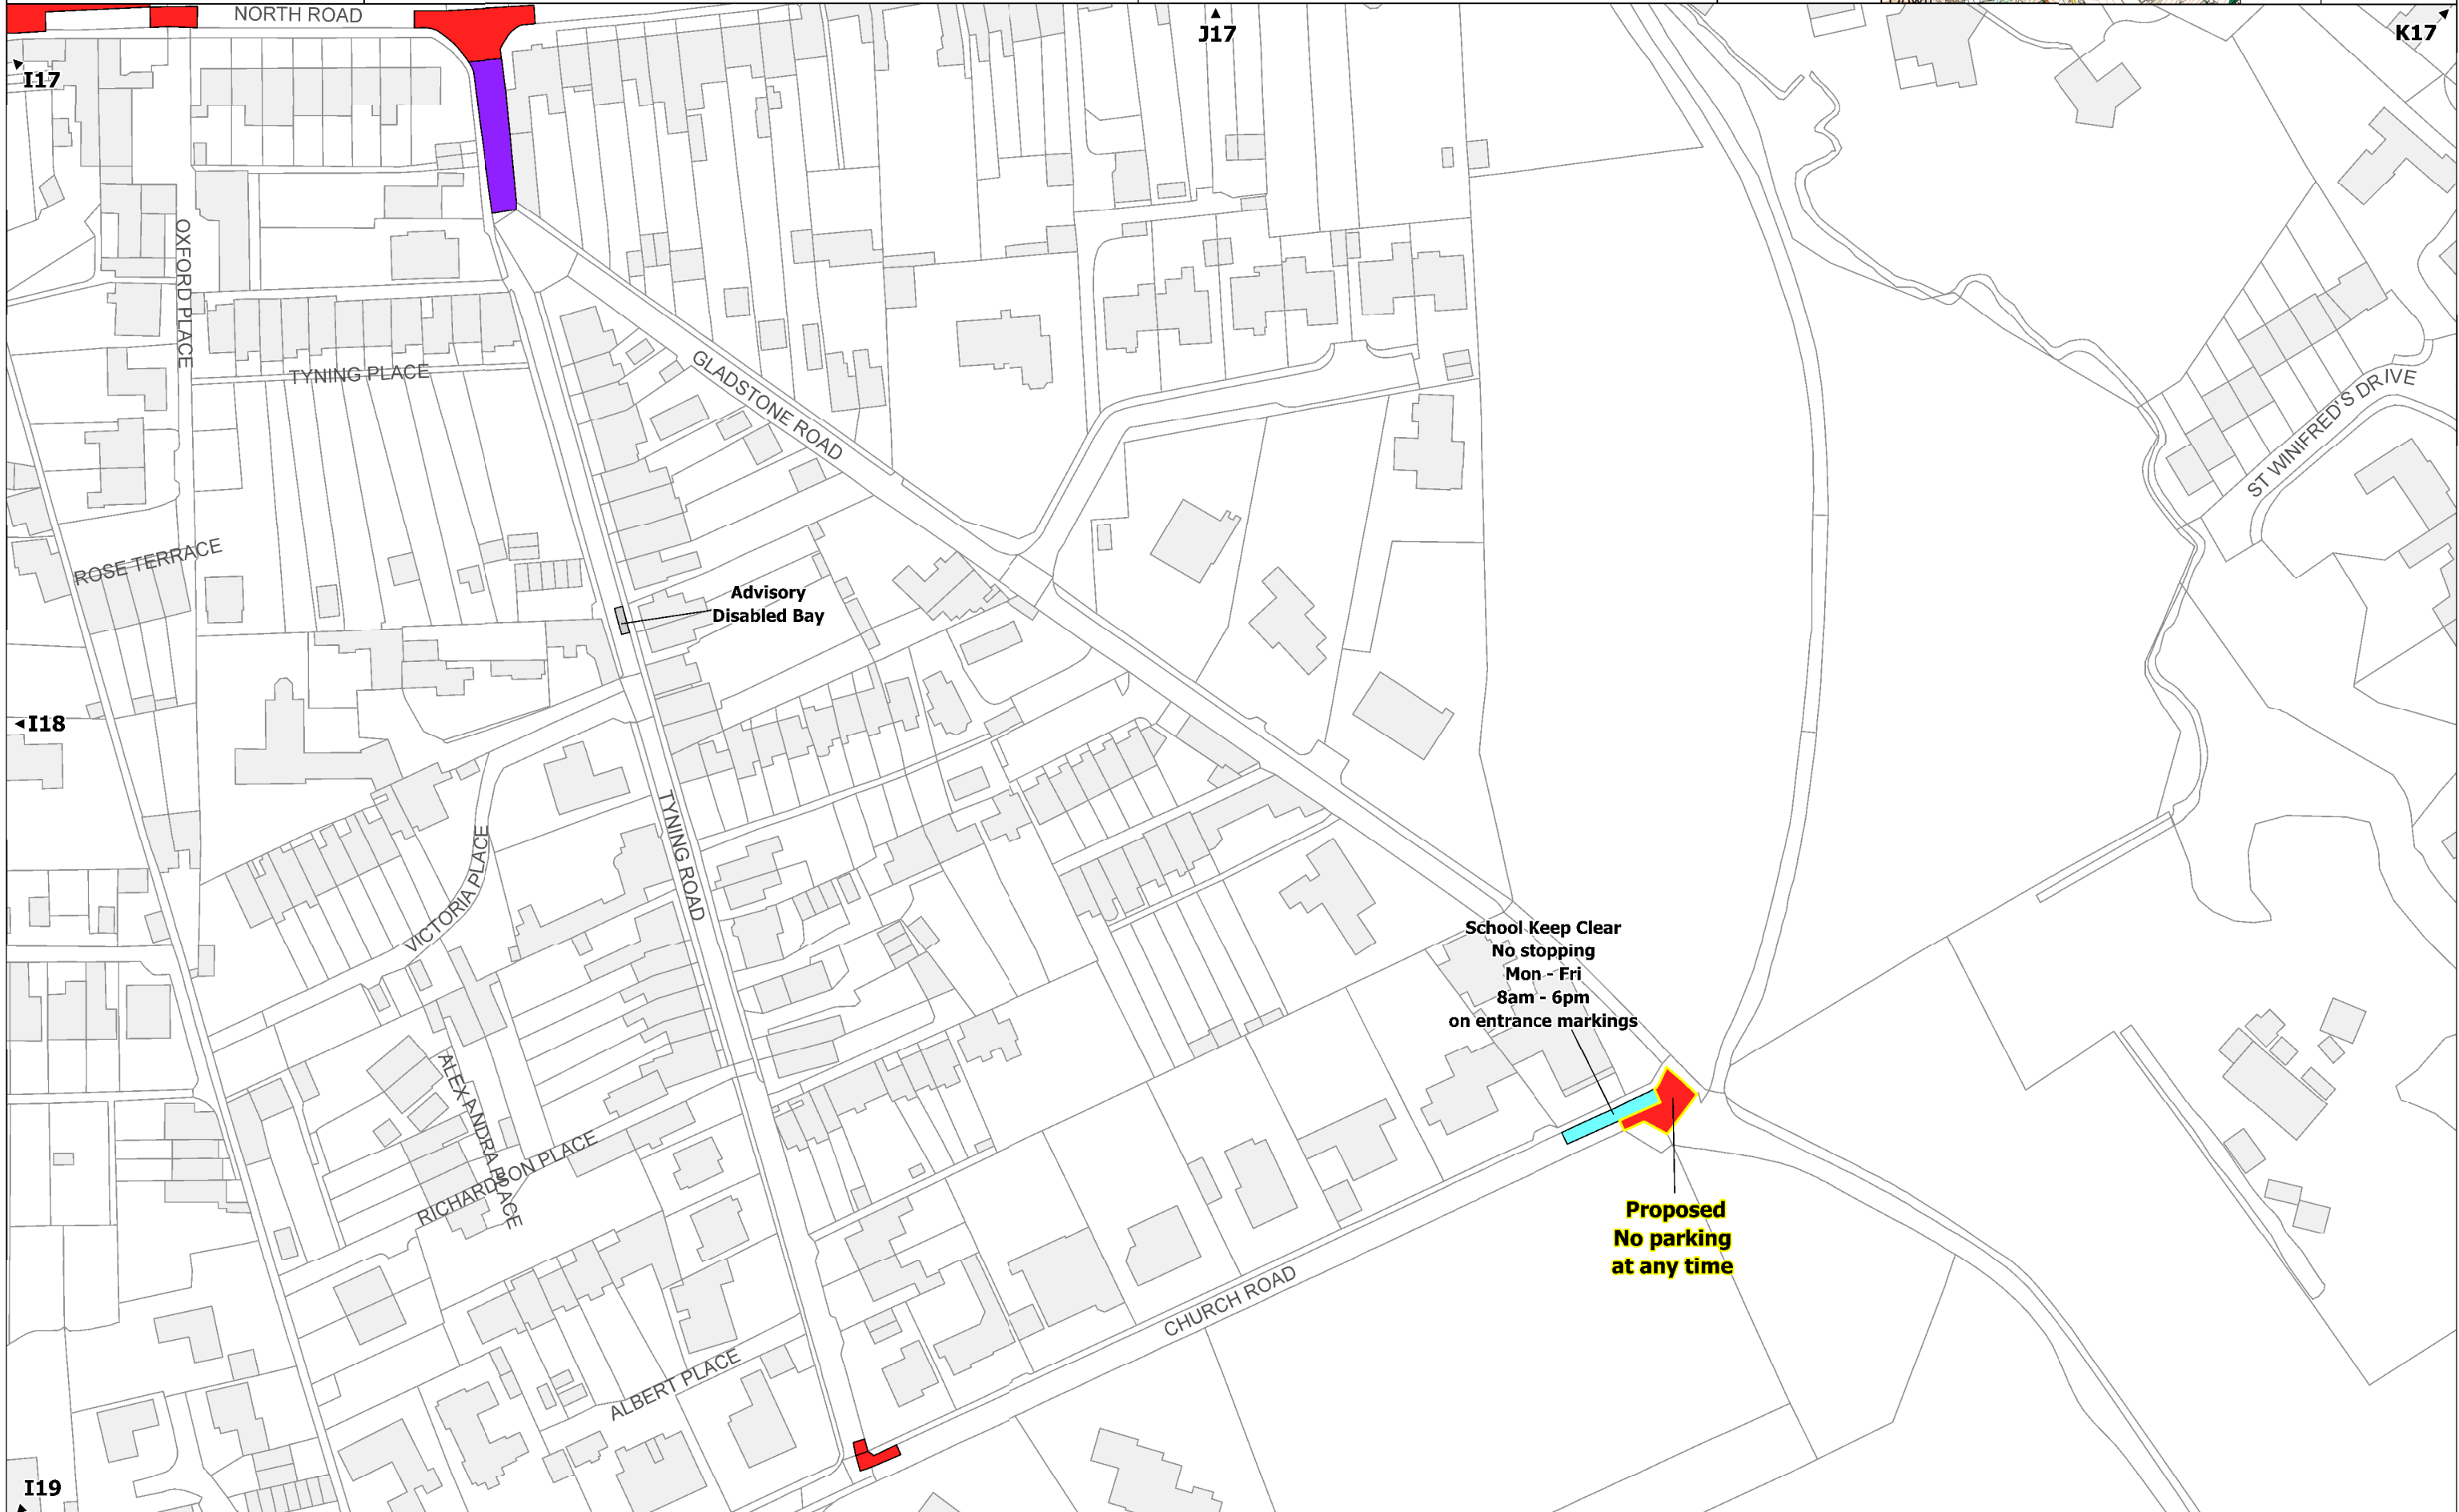 NORTH ROAD
J17
K17
I17
OXFORD PLACE
TYNING PLACE
GLADSTONE ROAD
ST WINIFRED'S DRIVE
ROSE TERRACE
Advisory
Disabled Bay
I18
TYNING ROAD
VICTORIA PLACE
School Keep Clear
No stopping
Mon - Fri
8am - 6pm
on entrance markings
ALEXANDRA PLACE
RICHARDSON PLACE
Proposed
No parking
at any time
CHURCH ROAD
ALBERT PLACE
I19